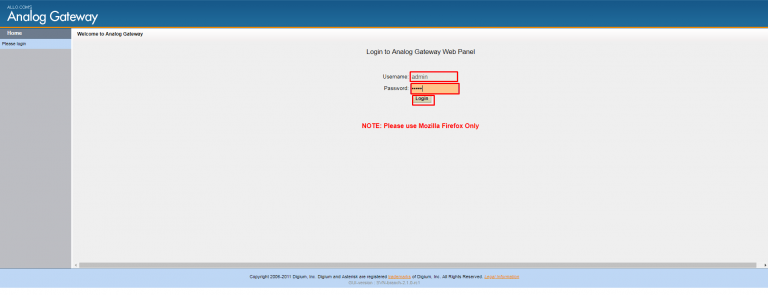 ALLO.COM'S
Analog Gateway
Home
Welcome to Analog Gateway
Please login
Login to Analog Gateway Web Panel
Username: admin
Password: •••••
Login
NOTE: Please use Mozilla Firefox Only
Copyright 2006-2011 Digium, Inc. Digium and Asterisk are registered trademarks of Digium, Inc. All Rights Reserved. Legal Information